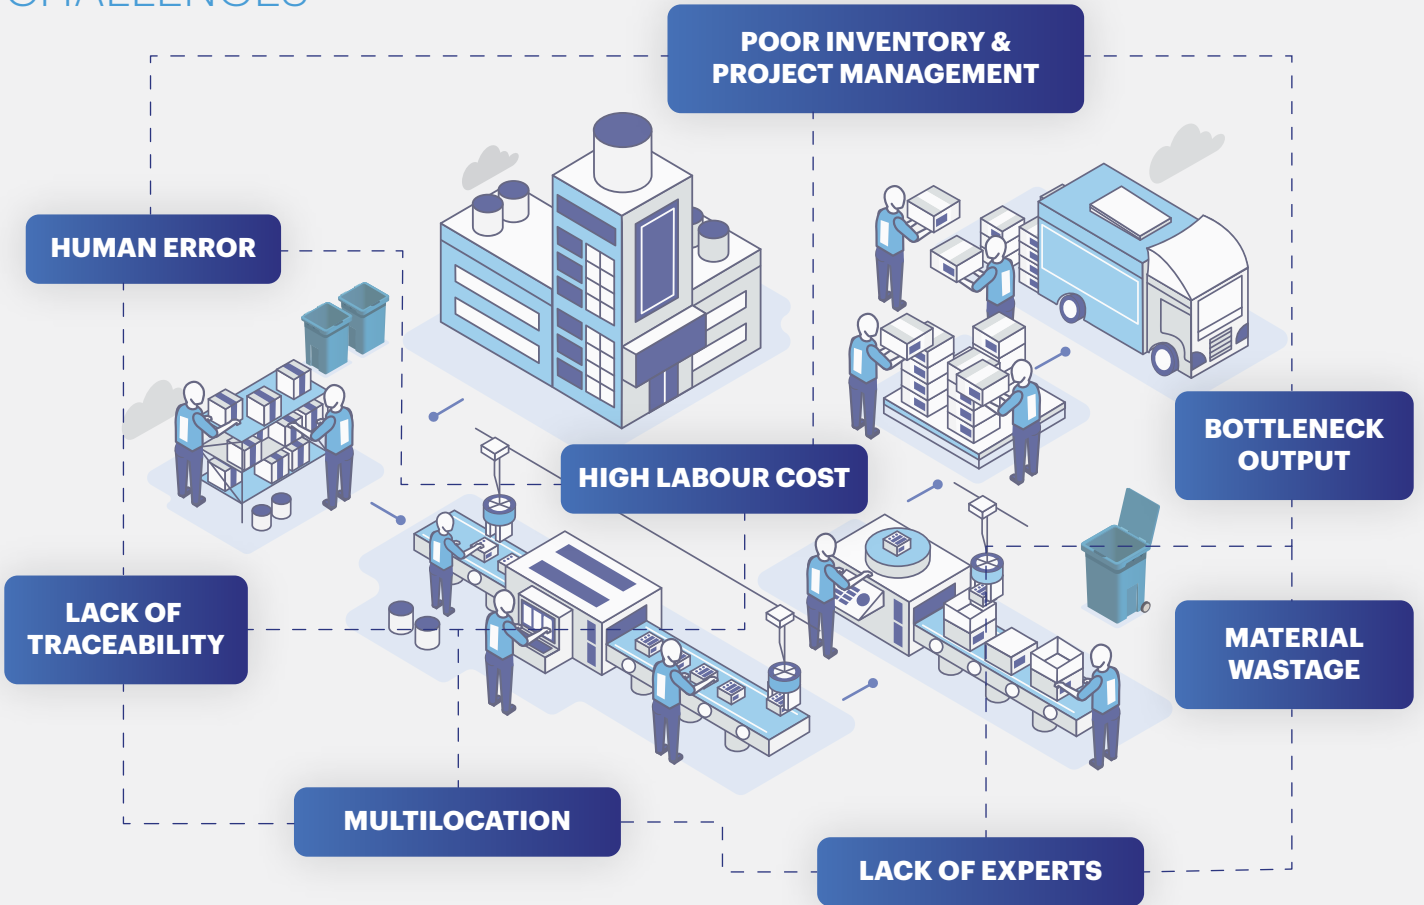 CHALLENGES
POOR INVENTORY &
PROJECT MANAGEMENT
HUMAN ERROR
BOTTLENECK
OUTPUT
HIGH LABOUR COST
LACK OF
TRACEABILITY
MATERIAL
WASTAGE
MULTILOCATION
LACK OF EXPERTS